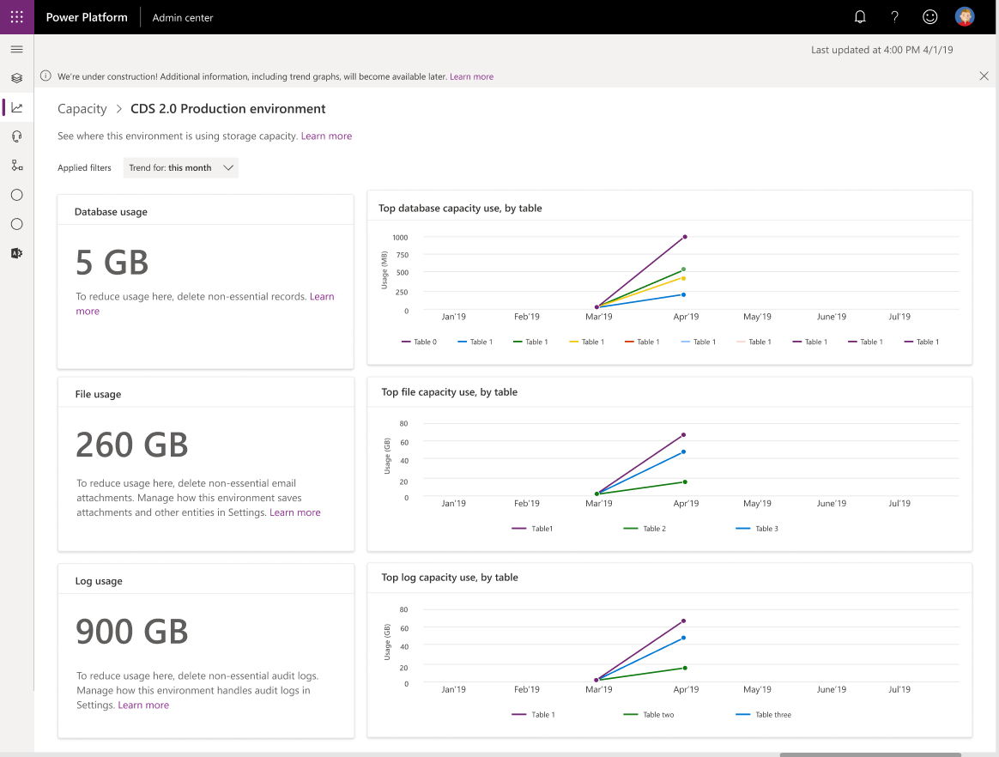 Power Platform
Admin center
Last updated at 4:00 PM 4/1/19
We're under construction! Additional information, including trend graphs, will become available later. Learn more
Capacity > CDS 2.0 Production environment
See where this environment is using storage capacity. Learn more
Applied filters
Trend for: this month
Database usage
5 GB
To reduce usage here, delete non-essential records. Learn
more
Top database capacity use, by table
Usage (MB)
1000
750
500
250
0
Jan'19 Feb'19 Mar'19 Apr'19 May'19 June'19 Jul'19
Table 0 Table 1 Table 1 Table 1 Table 1 Table 1 Table 1 Table 1 Table 1 Table 1
File usage
260 GB
To reduce usage here, delete non-essential email
attachments. Manage how this environment saves
attachments and other entities in Settings. Learn more
Top file capacity use, by table
Usage (GB)
80
60
40
20
0
Jan'19 Feb'19 Mar'19 Apr'19 May'19 June'19 Jul'19
Table1 Table 2 Table 3
Log usage
900 GB
To reduce usage here, delete non-essential audit logs.
Manage how this environment handles audit logs in
Settings. Learn more
Top log capacity use, by table
Usage (GB)
80
60
40
20
0
Jan'19 Feb'19 Mar'19 Apr'19 May'19 June'19 Jul'19
Table 1 Table two Table three